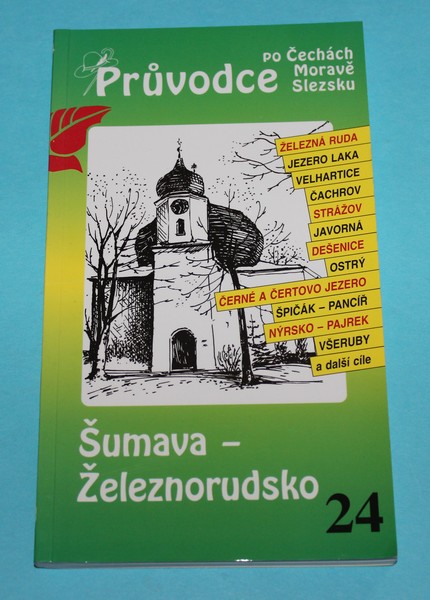 Průvodce
po Čechách
Moravě
Slezsku
ŽELEZNÁ RUDA
JEZERO LAKA
VELHARTICE
ČACHROV
STRÁŽOV
JAVORNÁ
DEŠENICE
OSTRÝ
ČERNÉ A ČERTOVO JEZERO
ŠPIČÁK – PANCÍŘ
NÝRSKO – PAJREK
VŠERUBY
a další cíle
Šumava –
Železnorudsko
24